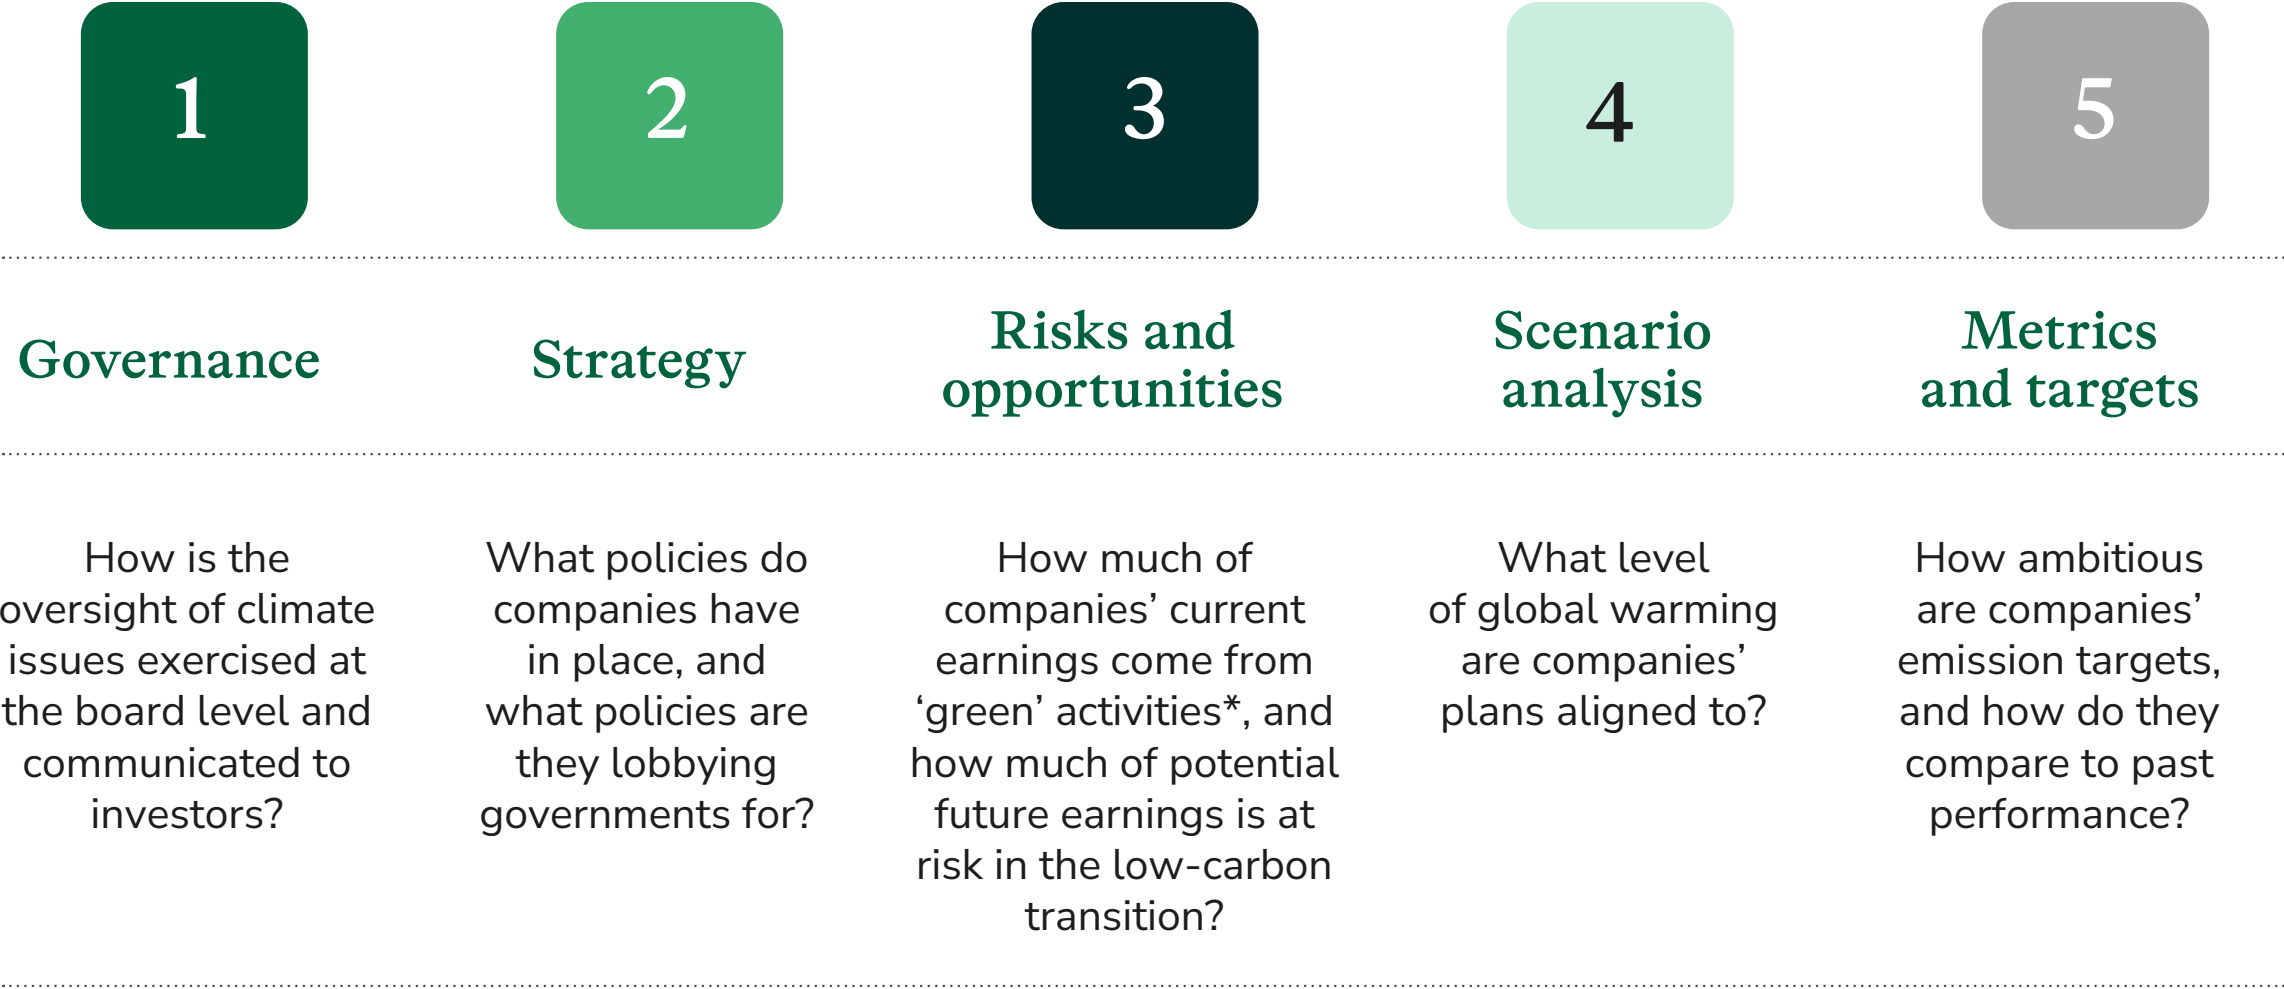 1
2
3
4
5
Governance
Strategy
Risks and
opportunities
Scenario
analysis
Metrics
and targets
How is the
oversight of climate
issues exercised at
the board level and
communicated to
investors?
What policies do
companies have
in place, and
what policies are
they lobbying
governments for?
How much of
companies’ current
earnings come from
‘green’ activities*, and
how much of potential
future earnings is at
risk in the low-carbon
transition?
What level
of global warming
are companies’
plans aligned to?
How ambitious
are companies’
emission targets,
and how do they
compare to past
performance?